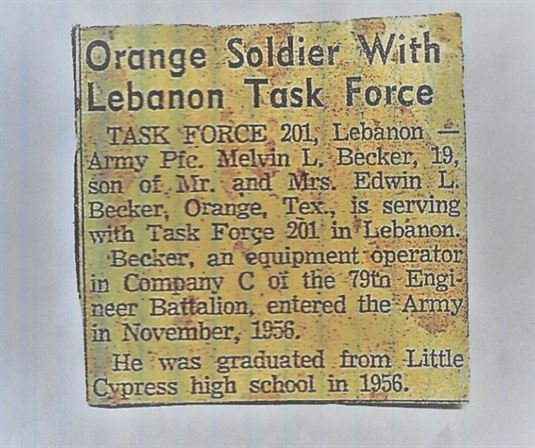 Orange Soldier With
Lebanon Task Force
TASK FORCE 201, Lebanon —
Army Pfc. Melvin L. Becker, 19,
son of Mr. and Mrs. Edwin L.
Becker, Orange, Tex., is serving
with Task Force 201 in Lebanon.
Becker, an equipment operator
in Company C of the 79th Engi-
neer Battalion, entered the Army
in November, 1956.
He was graduated from Little
Cypress high school in 1956.